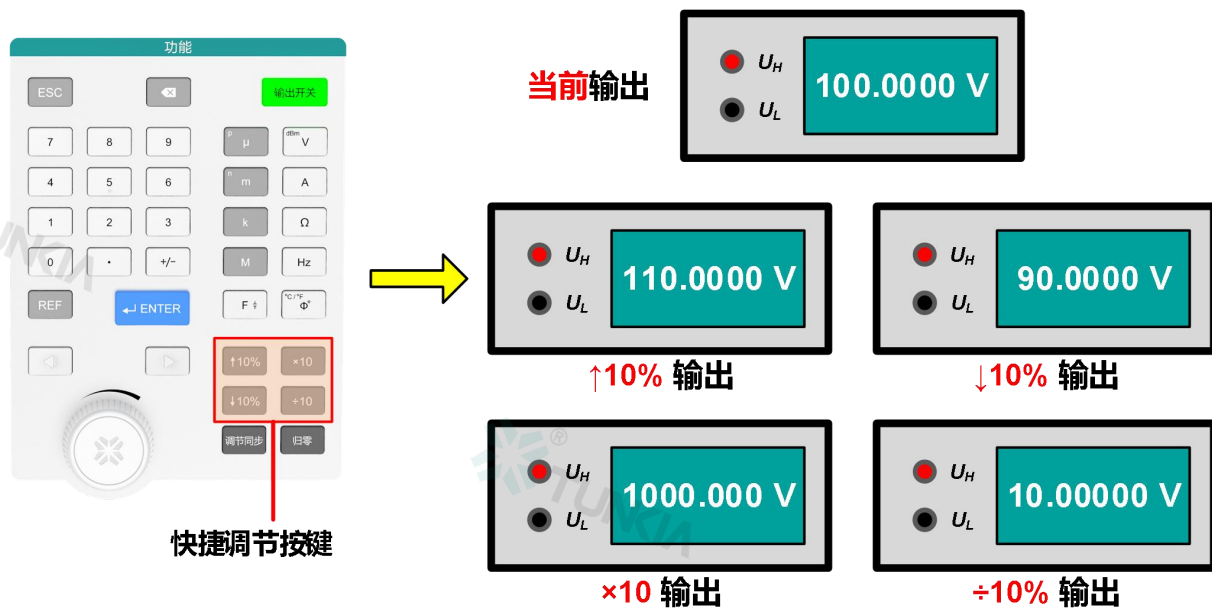 功能
ESC
输出开关
7 8 9 p μ dBm V
4 5 6 n m A
1 2 3 k Ω
0 · +/− M Hz
REF ↵ ENTER F °C/°F Φ°
↑10% ×10
↓10% ÷10
调节同步 归零
快捷调节按键
当前输出
UH
UL
100.0000 V
UH
UL
110.0000 V
↑10% 输出
UH
UL
90.0000 V
↓10% 输出
UH
UL
1000.000 V
×10 输出
UH
UL
10.00000 V
÷10% 输出
TUNKIA
®
TUNKIA